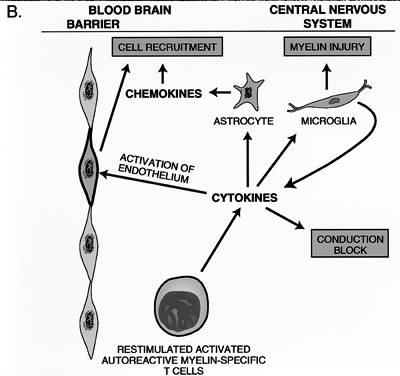 B.
BLOOD BRAIN
BARRIER
CENTRAL NERVOUS
SYSTEM
CELL RECRUITMENT
MYELIN INJURY
CHEMOKINES
ASTROCYTE
MICROGLIA
ACTIVATION OF
ENDOTHELIUM
CYTOKINES
CONDUCTION
BLOCK
RESTIMULATED ACTIVATED
AUTOREACTIVE MYELIN-SPECIFIC
T CELLS